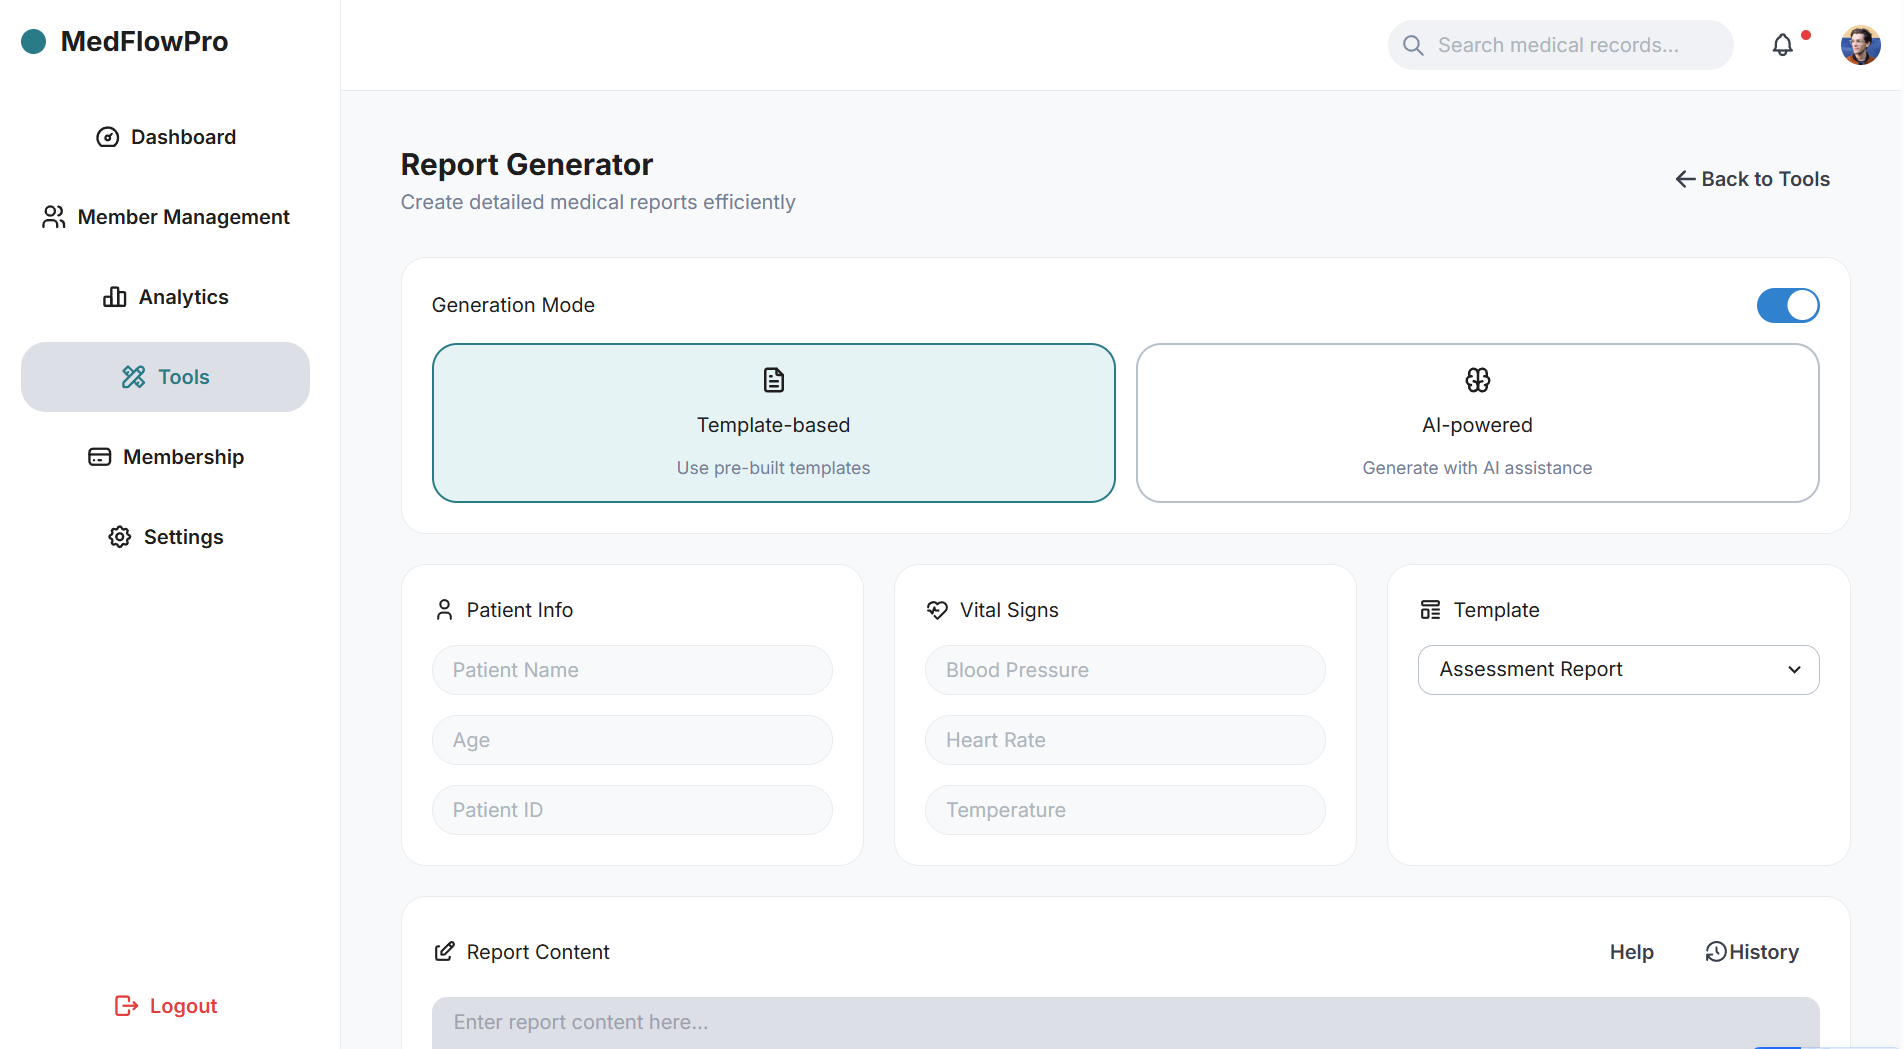 MedFlowPro
Search medical records...
Dashboard
Member Management
Analytics
Tools
Membership
Settings
Logout
Report Generator
Create detailed medical reports efficiently
Back to Tools
Generation Mode
Template-based
Use pre-built templates
AI-powered
Generate with AI assistance
Patient Info
Patient Name
Age
Patient ID
Vital Signs
Blood Pressure
Heart Rate
Temperature
Template
Assessment Report
Report Content
Help
History
Enter report content here...